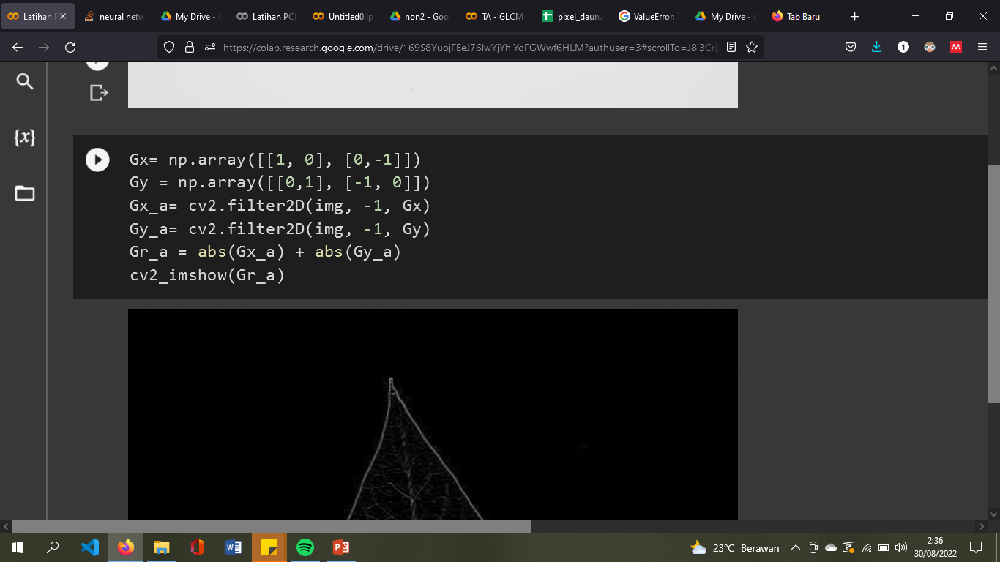 Latihan P
neural netw
My Drive - G
Latihan PCD
Untitled0.ip
non2 - Goo
TA - GLCM
pixel_daun.
ValueError:
My Drive - G
Tab Baru
https://colab.research.google.com/drive/169S8YuojFEeJ76lwYjYhlYqFGWwf6HLM?authuser=3#scrollTo=J8i3Crj
1
{x}
Gx= np.array([[1, 0], [0,-1]])
Gy = np.array([[0,1], [-1, 0]])
Gx_a= cv2.filter2D(img, -1, Gx)
Gy_a= cv2.filter2D(img, -1, Gy)
Gr_a = abs(Gx_a) + abs(Gy_a)
cv2_imshow(Gr_a)
23°C Berawan
2:36
30/08/2022